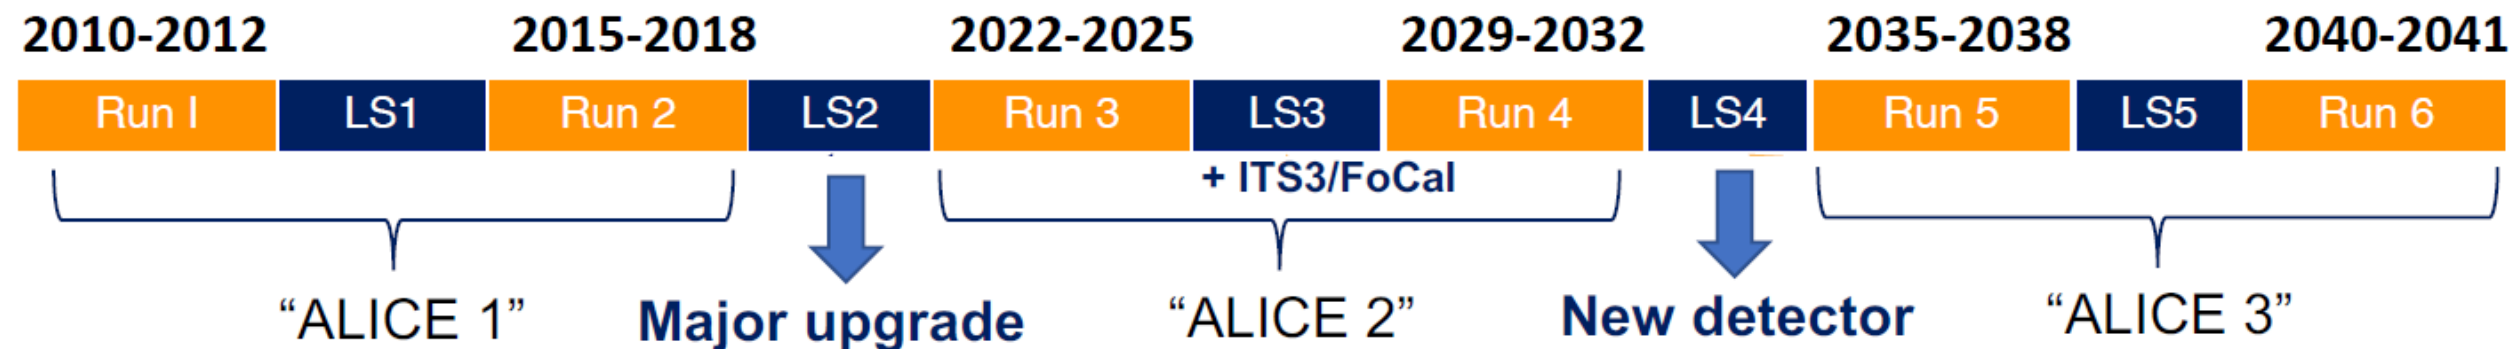 2010-2012 2015-2018 2022-2025 2029-2032 2035-2038 2040-2041
Run I LS1 Run 2 LS2 Run 3 LS3 Run 4 LS4 Run 5 LS5 Run 6
+ ITS3/FoCal
“ALICE 1” Major upgrade “ALICE 2” New detector “ALICE 3”